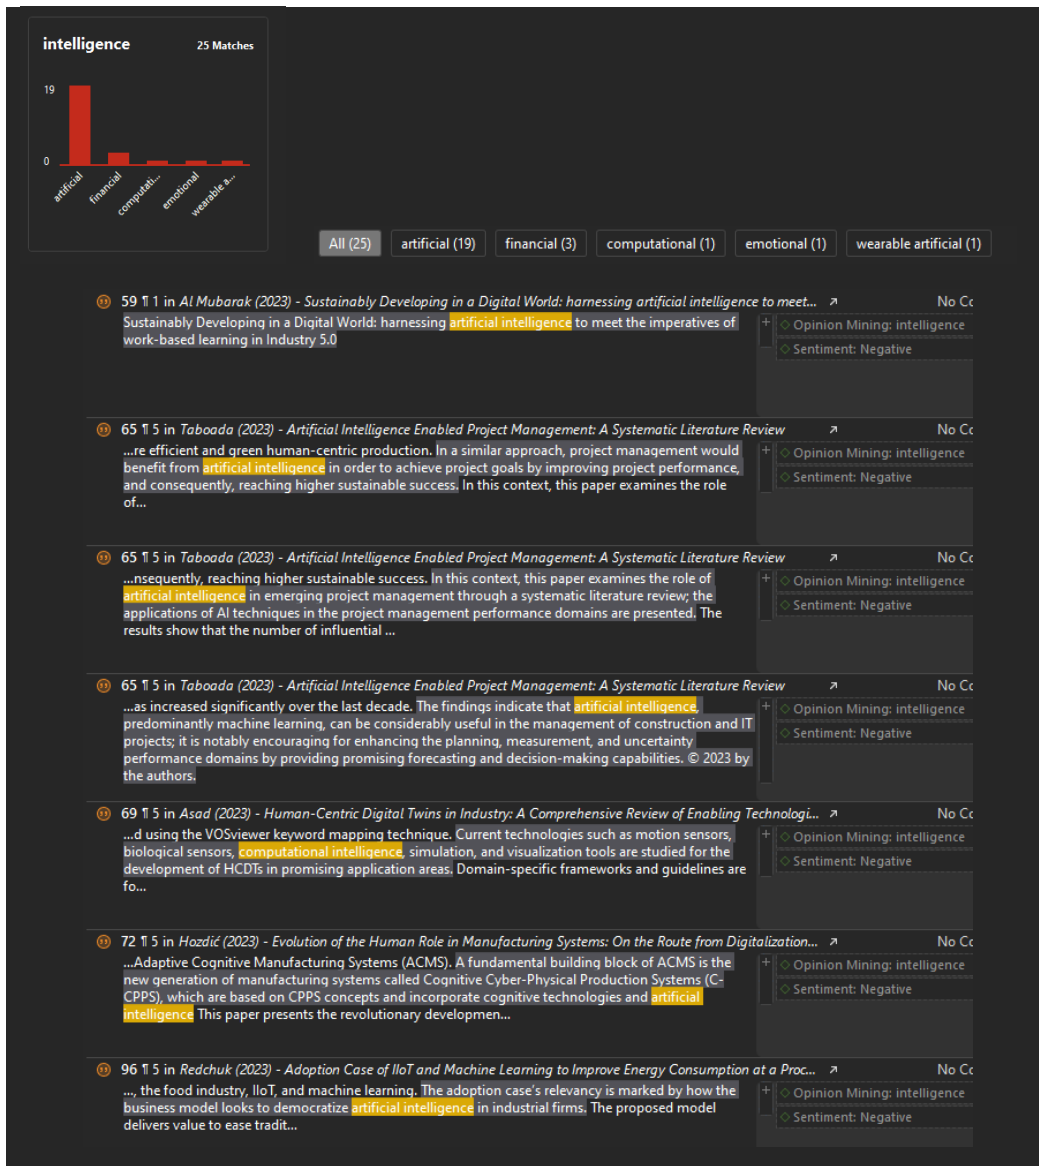 intelligence 25 Matches
19
0
artificial
financial
computati...
emotional
wearable a...
All (25) artificial (19) financial (3) computational (1) emotional (1) wearable artificial (1)
59 ¶ 1 in Al Mubarak (2023) - Sustainably Developing in a Digital World: harnessing artificial intelligence to meet... ↗ No Co
Sustainably Developing in a Digital World: harnessing artificial intelligence to meet the imperatives of
work-based learning in Industry 5.0
+ ◇ Opinion Mining: intelligence
◇ Sentiment: Negative
65 ¶ 5 in Taboada (2023) - Artificial Intelligence Enabled Project Management: A Systematic Literature Review ↗ No Co
...re efficient and green human-centric production. In a similar approach, project management would
benefit from artificial intelligence in order to achieve project goals by improving project performance,
and consequently, reaching higher sustainable success. In this context, this paper examines the role
of...
+ ◇ Opinion Mining: intelligence
◇ Sentiment: Negative
65 ¶ 5 in Taboada (2023) - Artificial Intelligence Enabled Project Management: A Systematic Literature Review ↗ No Co
...nsequently, reaching higher sustainable success. In this context, this paper examines the role of
artificial intelligence in emerging project management through a systematic literature review; the
applications of AI techniques in the project management performance domains are presented. The
results show that the number of influential ...
+ ◇ Opinion Mining: intelligence
◇ Sentiment: Negative
65 ¶ 5 in Taboada (2023) - Artificial Intelligence Enabled Project Management: A Systematic Literature Review ↗ No Co
...as increased significantly over the last decade. The findings indicate that artificial intelligence,
predominantly machine learning, can be considerably useful in the management of construction and IT
projects; it is notably encouraging for enhancing the planning, measurement, and uncertainty
performance domains by providing promising forecasting and decision-making capabilities. © 2023 by
the authors.
+ ◇ Opinion Mining: intelligence
◇ Sentiment: Negative
69 ¶ 5 in Asad (2023) - Human-Centric Digital Twins in Industry: A Comprehensive Review of Enabling Technologi... ↗ No Co
...d using the VOSviewer keyword mapping technique. Current technologies such as motion sensors,
biological sensors, computational intelligence, simulation, and visualization tools are studied for the
development of HCDTs in promising application areas. Domain-specific frameworks and guidelines are
fo...
+ ◇ Opinion Mining: intelligence
◇ Sentiment: Negative
72 ¶ 5 in Hozdić (2023) - Evolution of the Human Role in Manufacturing Systems: On the Route from Digitalization... ↗ No Co
...Adaptive Cognitive Manufacturing Systems (ACMS). A fundamental building block of ACMS is the
new generation of manufacturing systems called Cognitive Cyber-Physical Production Systems (C-
CPPS), which are based on CPPS concepts and incorporate cognitive technologies and artificial
intelligence This paper presents the revolutionary developmen...
+ ◇ Opinion Mining: intelligence
◇ Sentiment: Negative
96 ¶ 5 in Redchuk (2023) - Adoption Case of IIoT and Machine Learning to Improve Energy Consumption at a Proc... ↗ No Co
..., the food industry, IIoT, and machine learning. The adoption case's relevancy is marked by how the
business model looks to democratize artificial intelligence in industrial firms. The proposed model
delivers value to ease tradit...
+ ◇ Opinion Mining: intelligence
◇ Sentiment: Negative